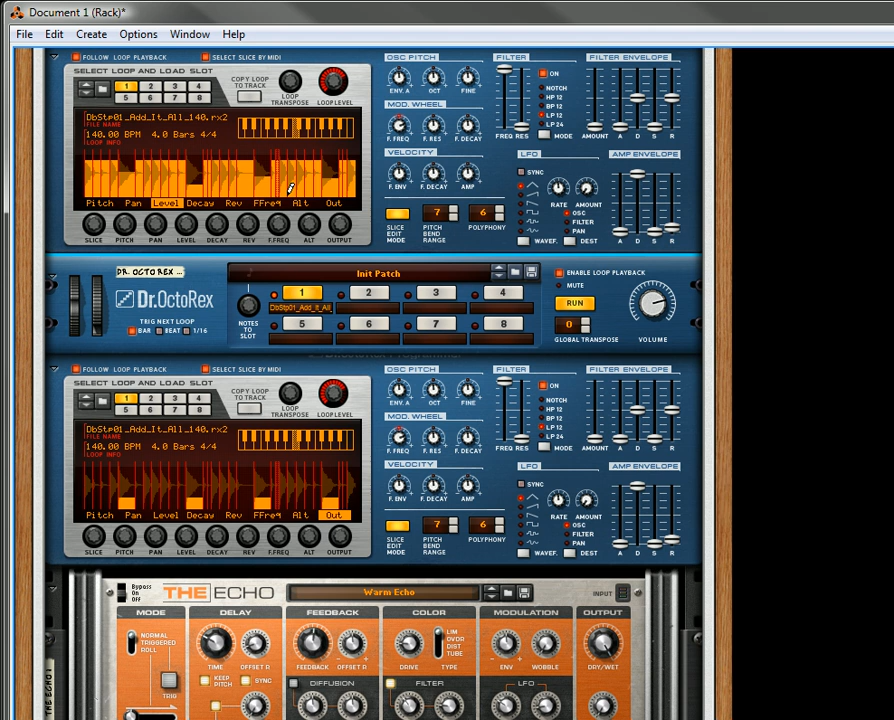 Document 1 (Rack)*
File Edit Create Options Window Help
FOLLOW LOOP PLAYBACK SELECT SLICE BY MIDI
SELECT LOOP AND LOAD SLOT
1 2 3 4
5 6 7 8
COPY LOOP TO TRACK
LOOP TRANSPOSE
LOOP LEVEL
DbStp01_Add_It_All_140.rx2
FILE NAME
140.00 BPM 4.0 Bars 4/4
LOOP INFO
Pitch Pan Level Decay Rev FFreq Alt Out
SLICE PITCH PAN LEVEL DECAY REV F.FREQ ALT OUTPUT
OSC PITCH
ENV. A OCT FINE
MOD. WHEEL
F. FREQ F. RES F. DECAY
VELOCITY
F. ENV F. DECAY AMP
SLICE EDIT MODE
7
PITCH BEND RANGE
6
POLYPHONY
FILTER
ON
NOTCH
HP 12
BP 12
LP 12
LP 24
FREQ RES MODE
FILTER ENVELOPE
AMOUNT A D S R
LFO
SYNC
RATE AMOUNT
OSC
FILTER
PAN
WAVEF. DEST
AMP ENVELOPE
A D S R
DR. OCTO REX ...
Dr.OctoRex
TRIG NEXT LOOP
BAR BEAT 1/16
Init Patch
NOTES TO SLOT
1 2 3 4
DbStp01_Add_It_All_
5 6 7 8
ENABLE LOOP PLAYBACK
MUTE
RUN
0
GLOBAL TRANSPOSE
VOLUME
FOLLOW LOOP PLAYBACK SELECT SLICE BY MIDI
SELECT LOOP AND LOAD SLOT
1 2 3 4
5 6 7 8
COPY LOOP TO TRACK
LOOP TRANSPOSE
LOOP LEVEL
DbStp01_Add_It_All_140.rx2
FILE NAME
140.00 BPM 4.0 Bars 4/4
LOOP INFO
Pitch Pan Level Decay Rev FFreq Alt Out
SLICE PITCH PAN LEVEL DECAY REV F.FREQ ALT OUTPUT
OSC PITCH
ENV. A OCT FINE
MOD. WHEEL
F. FREQ F. RES F. DECAY
VELOCITY
F. ENV F. DECAY AMP
SLICE EDIT MODE
7
PITCH BEND RANGE
6
POLYPHONY
FILTER
ON
NOTCH
HP 12
BP 12
LP 12
LP 24
FREQ RES MODE
FILTER ENVELOPE
AMOUNT A D S R
LFO
SYNC
RATE AMOUNT
OSC
FILTER
PAN
WAVEF. DEST
AMP ENVELOPE
A D S R
Bypass
On
Off
THE ECHO
Warm Echo
INPUT
MODE DELAY FEEDBACK COLOR MODULATION OUTPUT
NORMAL
TRIGGERED
ROLL
TRIG
TIME OFFSET R
KEEP PITCH
SYNC
FEEDBACK OFFSET R
DIFFUSION
DRIVE TYPE
LIM
OVDR
DIST
TUBE
FILTER
ENV WOBBLE
LFO
DRY/WET
THE ECHO 1